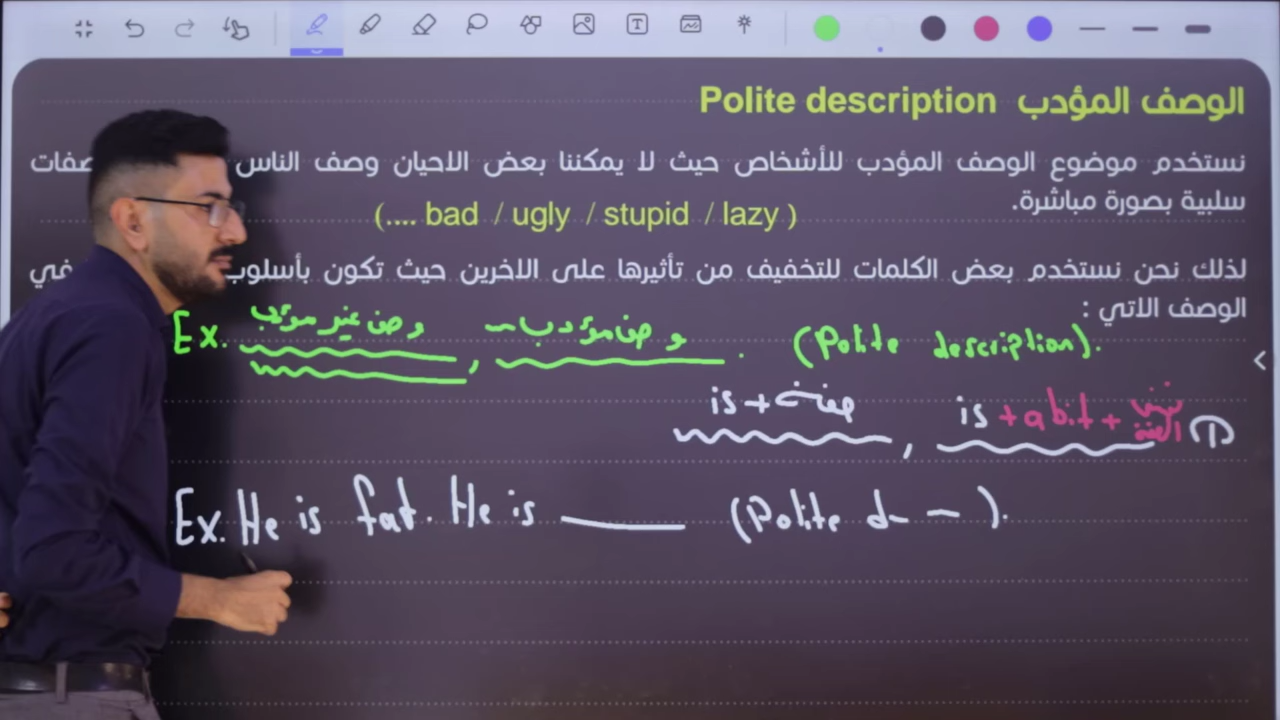 الوصف المؤدب Polite description
نستخدم موضوع الوصف المؤدب للأشخاص حيث لا يمكننا بعض الاحيان وصف الناس صفات
سلبية بصورة مباشرة.
(.... bad / ugly / stupid / lazy )
لذلك نحن نستخدم بعض الكلمات للتخفيف من تأثيرها على الاخرين حيث تكون بأسلوب في
الوصف الاتي :
Ex. وصف غير مؤدب , وصف مؤدب . (Polite description).
is + صفة , is + a bit + نفس الصفة ①
Ex. He is fat. He is ____ (Polite d ).